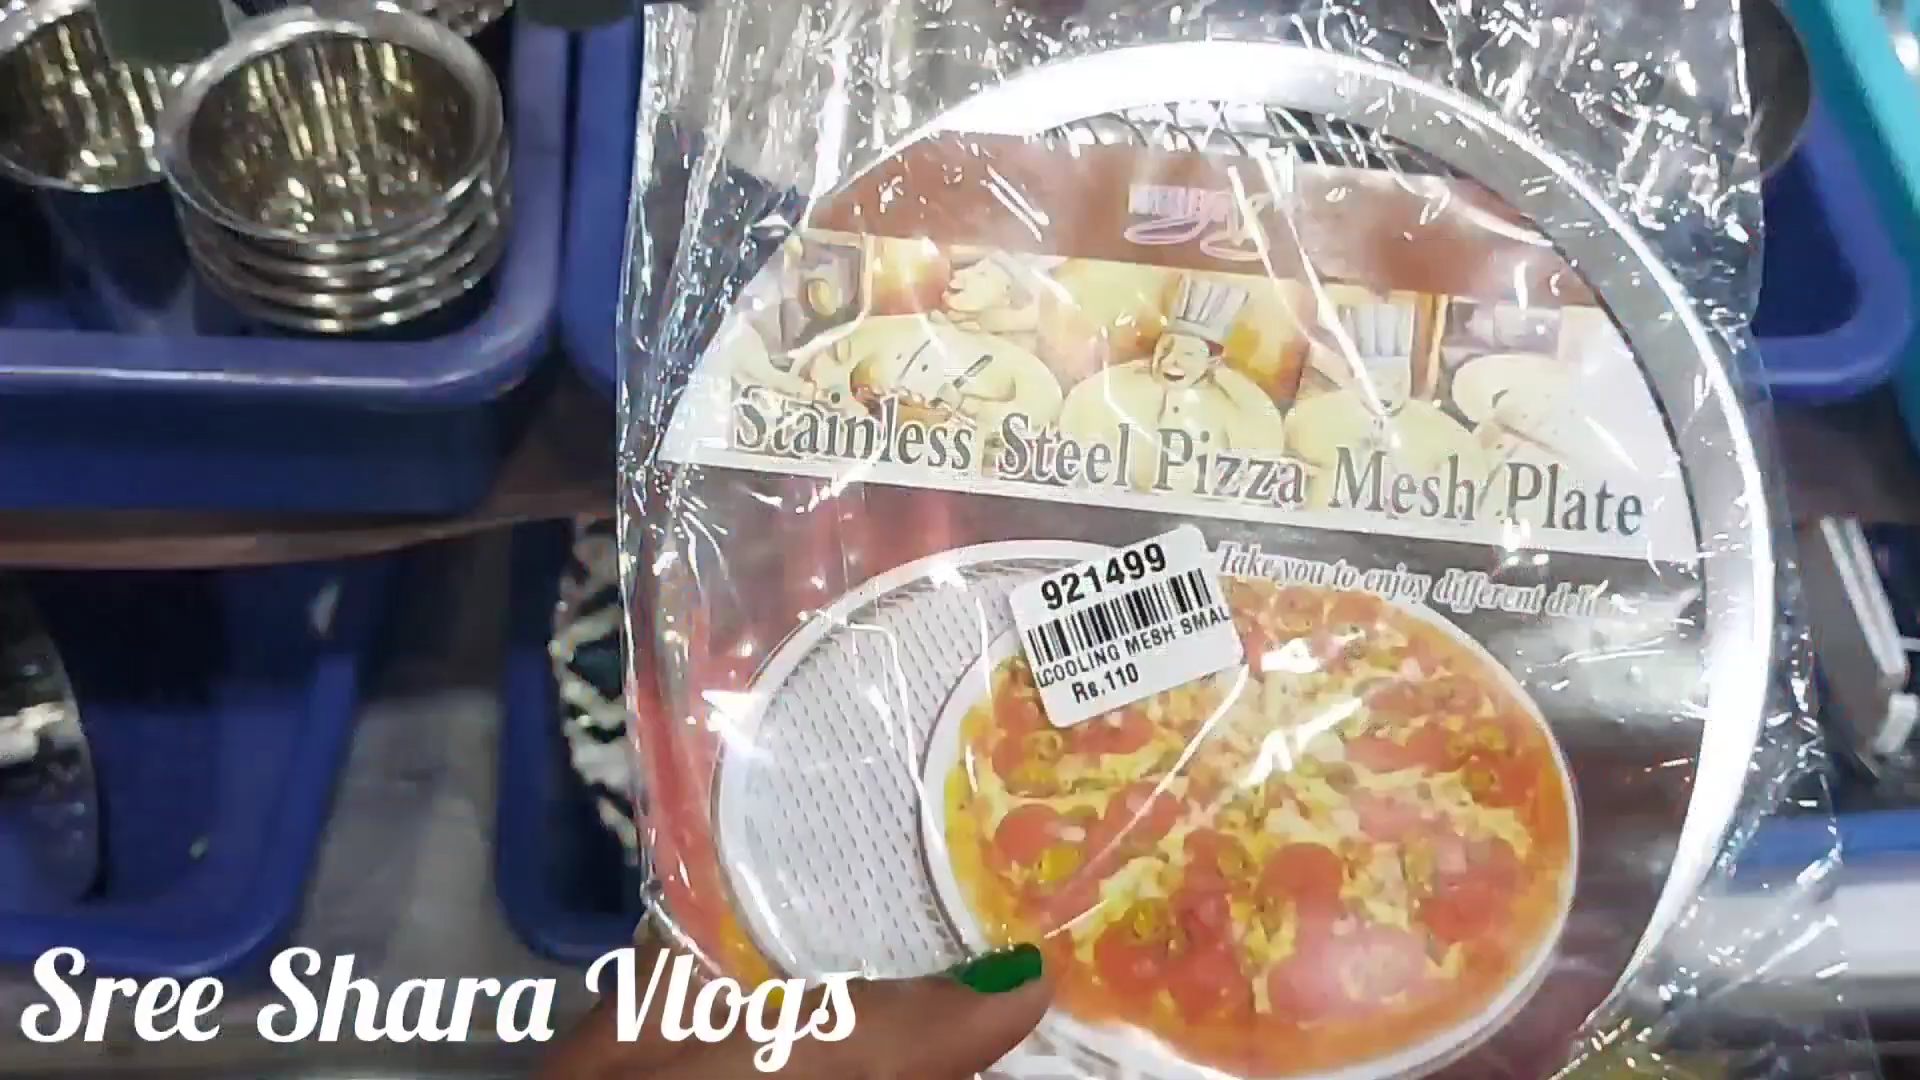 Stainless Steel Pizza Mesh Plate
Take you to enjoy different
921499
COOLING MESH SMAL
Rs.110
Sree Shara Vlogs